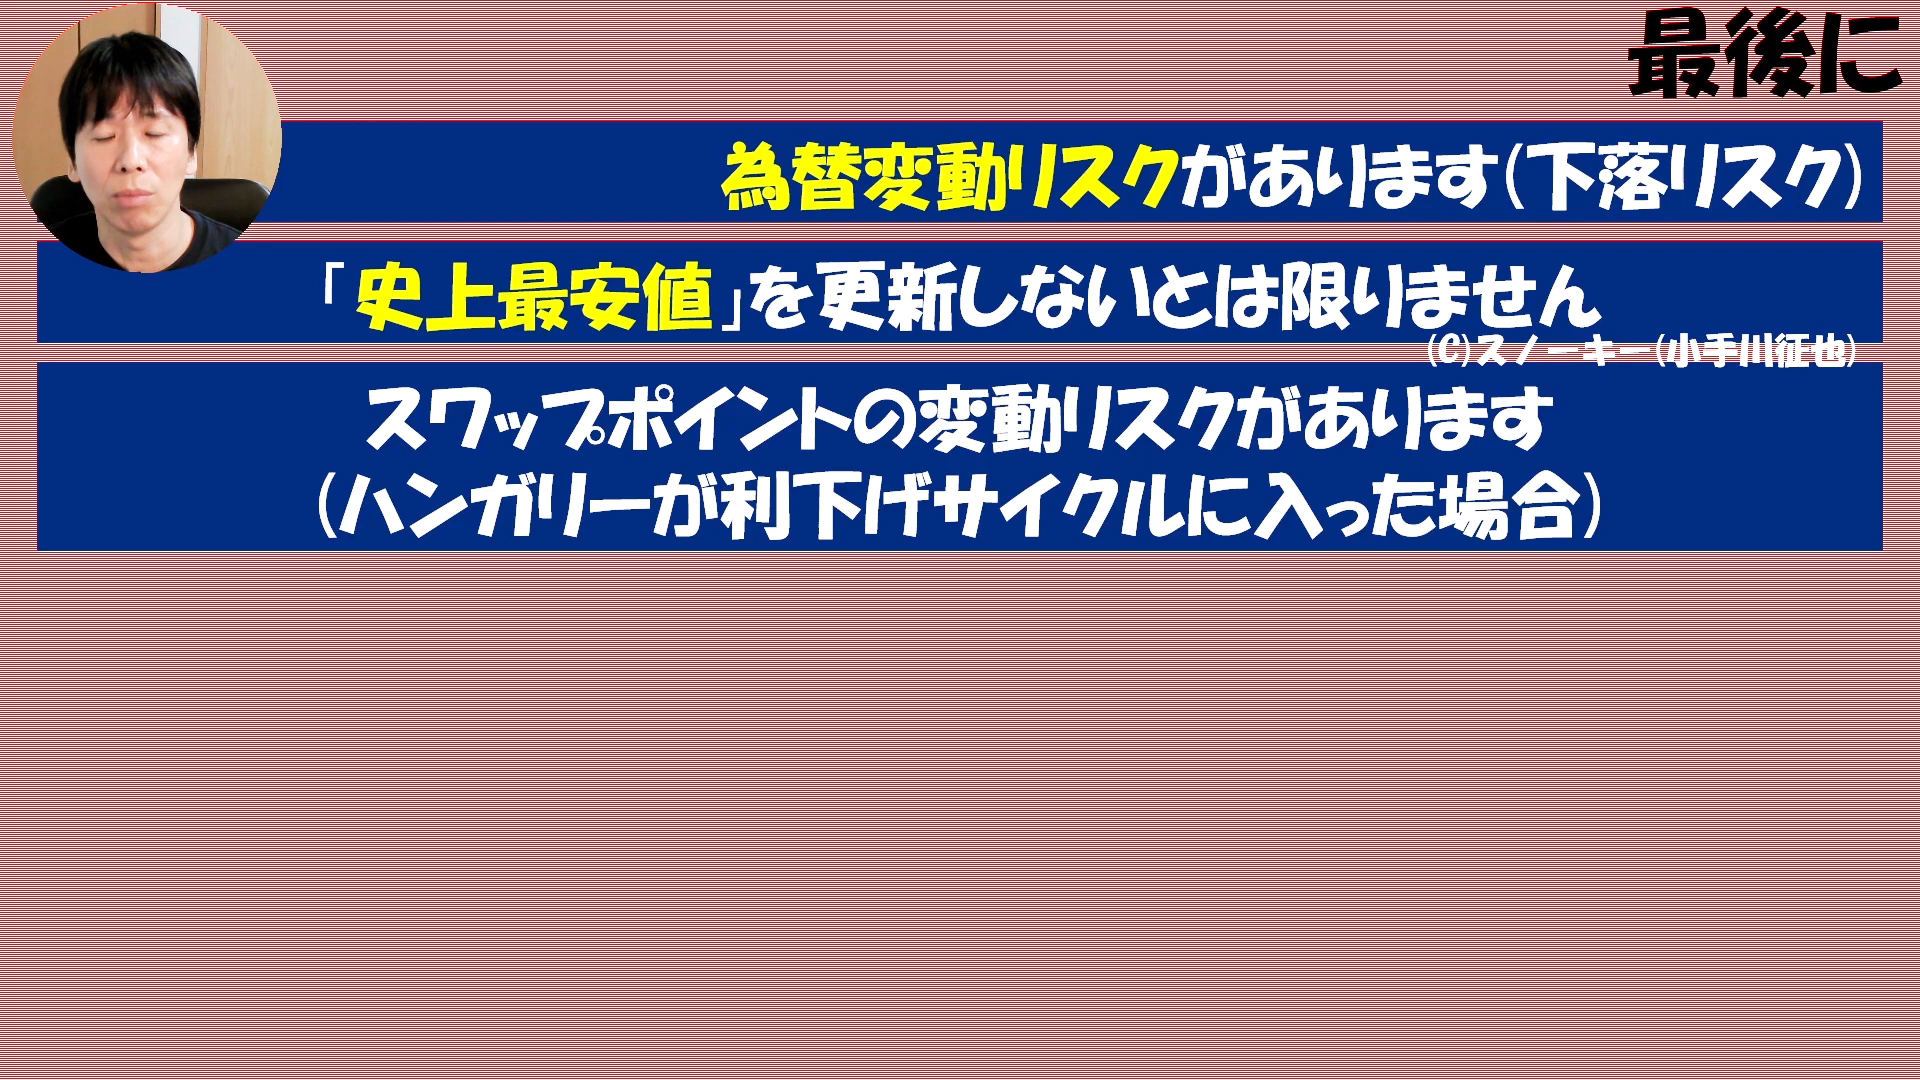 最後に
為替変動リスクがあります(下落リスク)
「史上最安値」を更新しないとは限りません
(C)スノーキー(小手川征也)
スワップポイントの変動リスクがあります
(ハンガリーが利下げサイクルに入った場合)